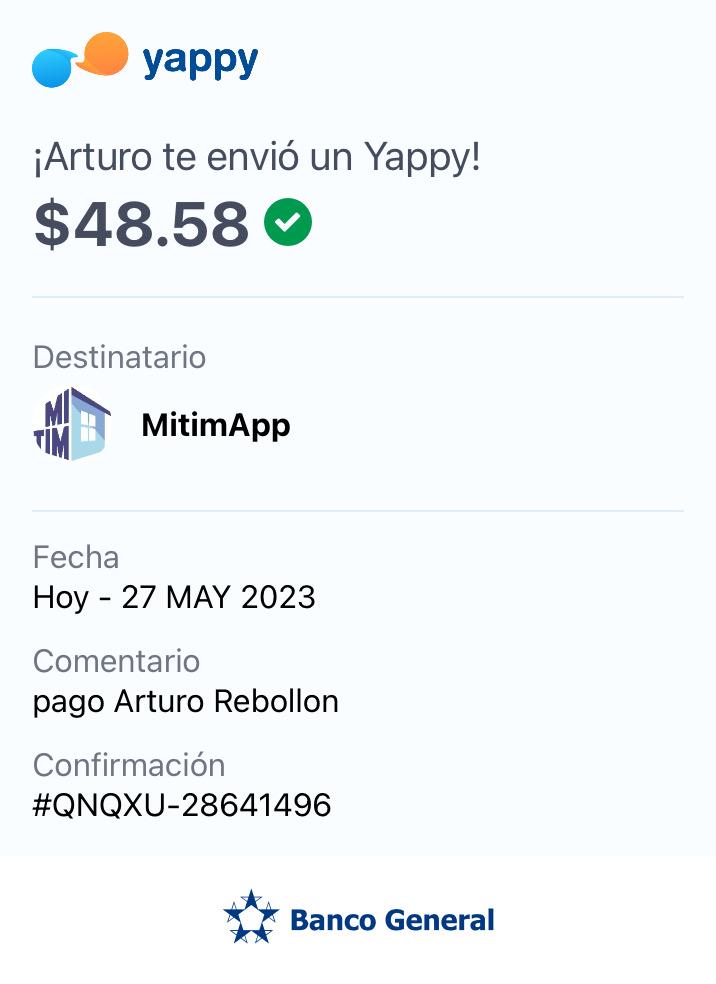 yappy
¡Arturo te envió un Yappy!
$48.58
Destinatario
MI
TIM
MitimApp
Fecha
Hoy - 27 MAY 2023
Comentario
pago Arturo Rebollon
Confirmación
#QNQXU-28641496
Banco General